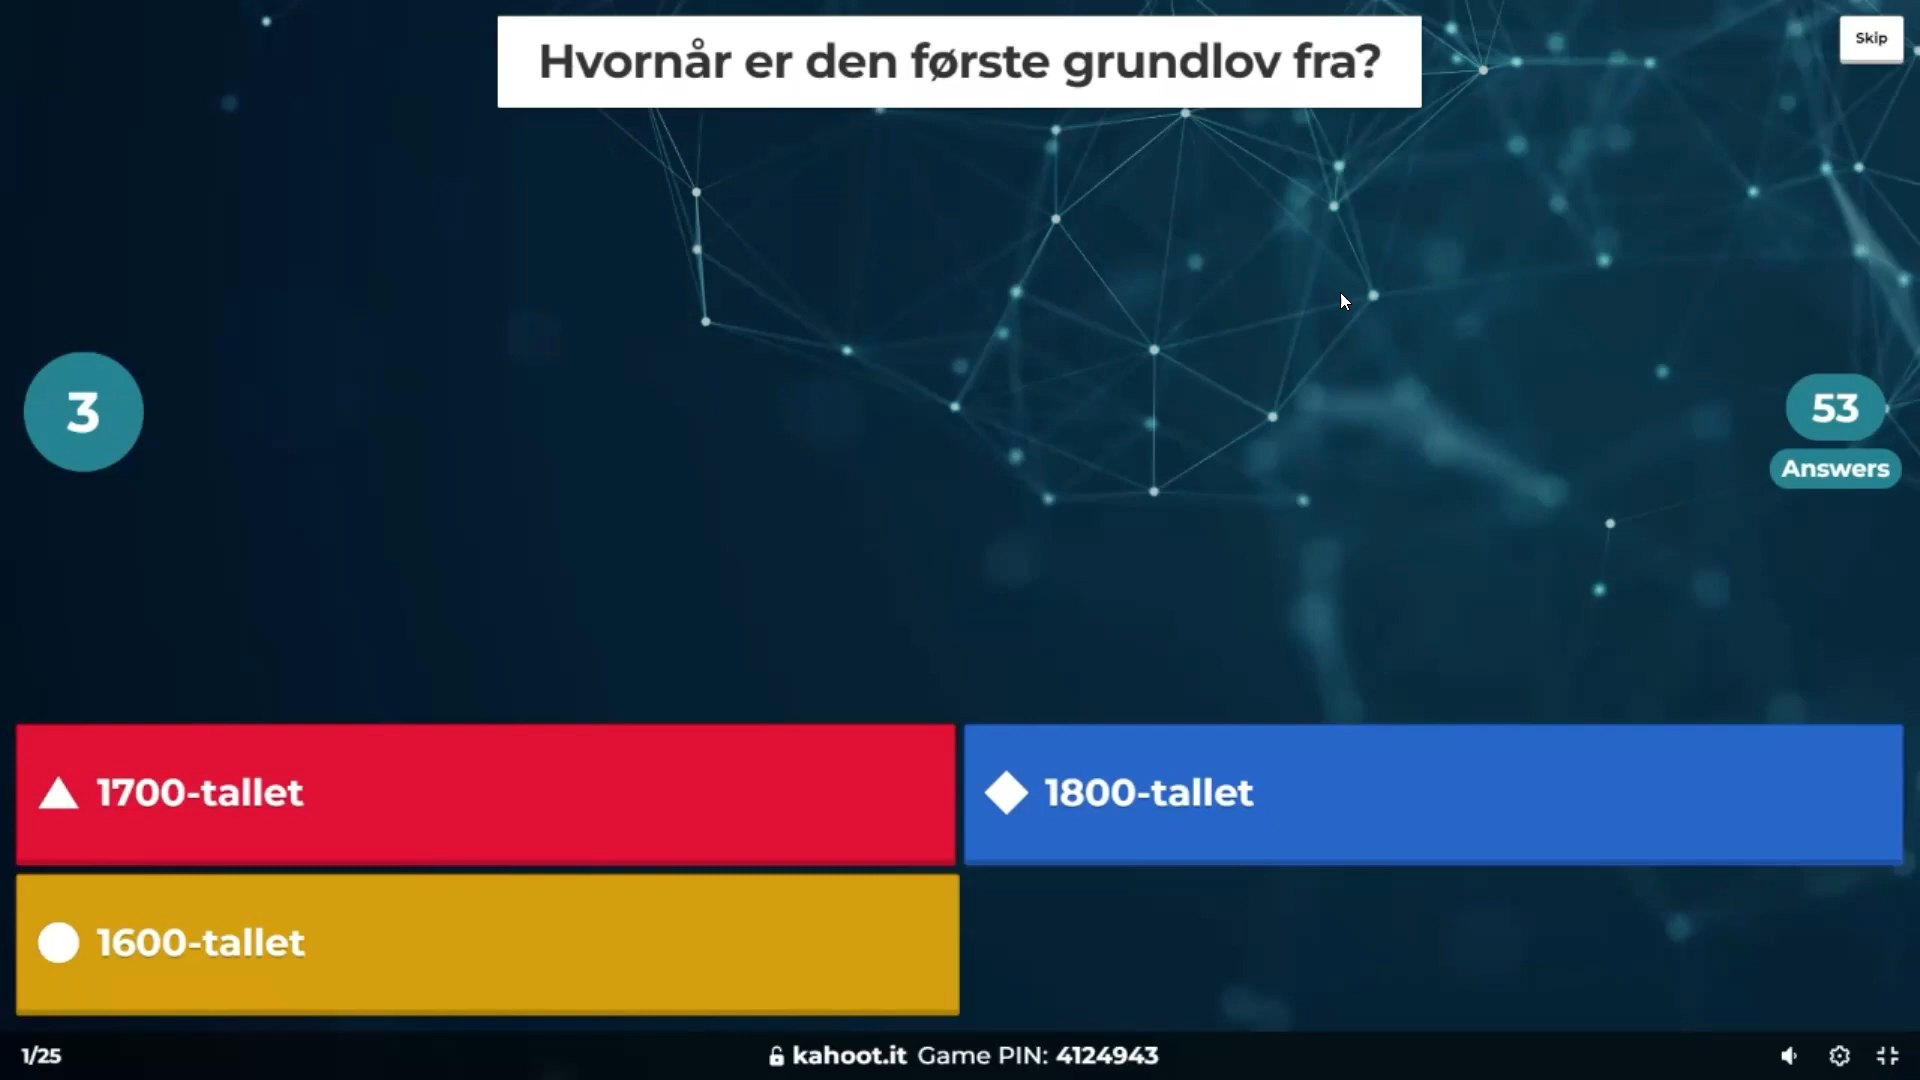 Hvornår er den første grundlov fra?
Skip
3
53
Answers
1700-tallet
1800-tallet
1600-tallet
1/25
kahoot.it Game PIN: 4124943